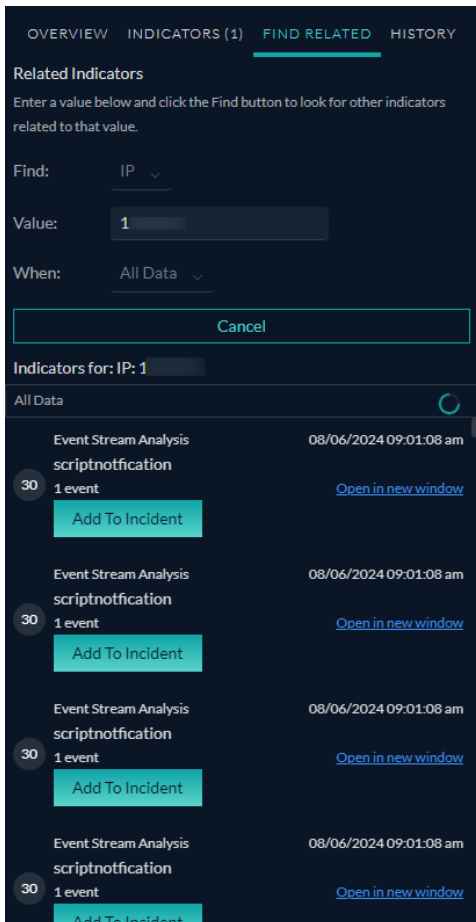 OVERVIEW INDICATORS (1) FIND RELATED HISTORY
Related Indicators
Enter a value below and click the Find button to look for other indicators
related to that value.
Find: IP
Value: 1
When: All Data
Cancel
Indicators for: IP: 1
All Data
Event Stream Analysis 08/06/2024 09:01:08 am
scriptnotfication
30 1 event Open in new window
Add To Incident
Event Stream Analysis 08/06/2024 09:01:08 am
scriptnotfication
30 1 event Open in new window
Add To Incident
Event Stream Analysis 08/06/2024 09:01:08 am
scriptnotfication
30 1 event Open in new window
Add To Incident
Event Stream Analysis 08/06/2024 09:01:08 am
scriptnotfication
30 1 event Open in new window
Add To Incident